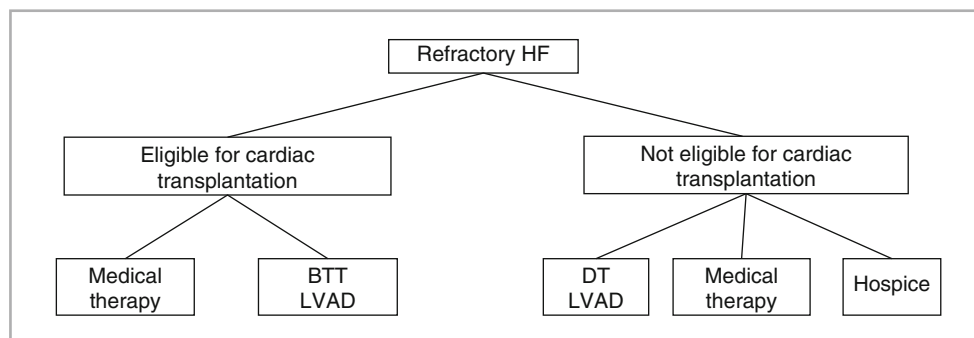 Refractory HF
Eligible for cardiac
transplantation
Not eligible for cardiac
transplantation
Medical
therapy
BTT
LVAD
DT
LVAD
Medical
therapy
Hospice